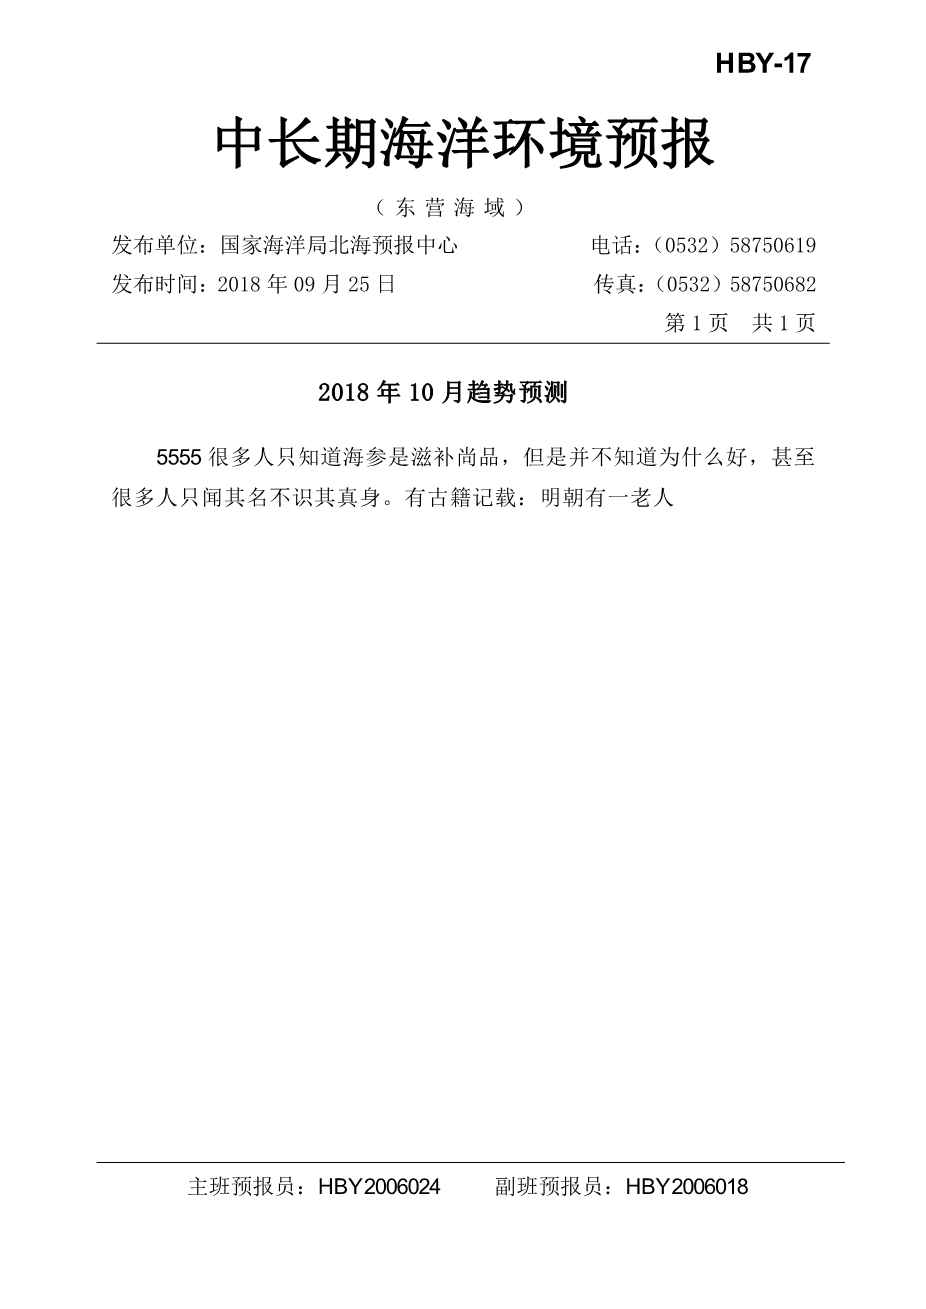 HBY-17
中长期海洋环境预报
（东营海域）
发布单位：国家海洋局北海预报中心 电话：（0532）58750619
发布时间：2018 年 09 月 25 日 传真：（0532）58750682
第 1 页 共 1 页
2018 年 10 月趋势预测
5555 很多人只知道海参是滋补尚品，但是并不知道为什么好，甚至
很多人只闻其名不识其真身。有古籍记载：明朝有一老人
主班预报员：HBY2006024 副班预报员：HBY2006018